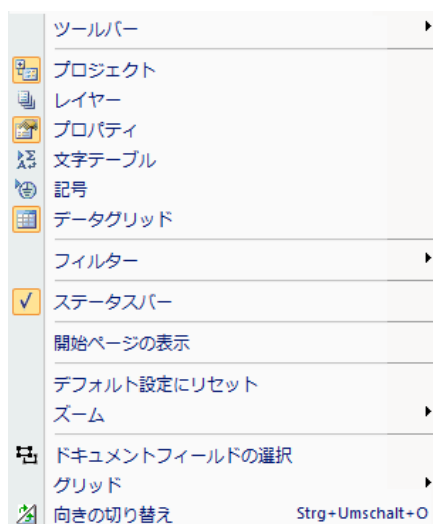 ツールバー
プロジェクト
レイヤー
プロパティ
文字テーブル
記号
データグリッド
フィルター
ステータスバー
開始ページの表示
デフォルト設定にリセット
ズーム
ドキュメントフィールドの選択
グリッド
向きの切り替え Strg+Umschalt+O